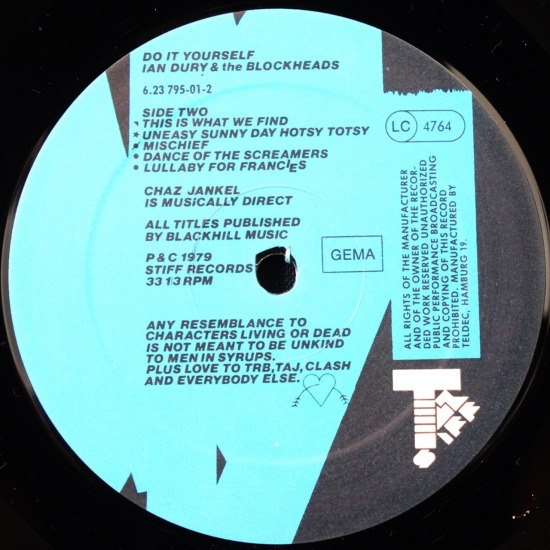 DO IT YOURSELF
IAN DURY & the BLOCKHEADS
6.23 795-01-2
SIDE TWO
THIS IS WHAT WE FIND
UNEASY SUNNY DAY HOTSY TOTSY
MISCHIEF
DANCE OF THE SCREAMERS
LULLABY FOR FRANCIES
CHAZ JANKEL
IS MUSICALLY DIRECT
ALL TITLES PUBLISHED
BY BLACKHILL MUSIC
P & C 1979
STIFF RECORDS
33 1 3 RPM
GEMA
ANY RESEMBLANCE TO
CHARACTERS LIVING OR DEAD
IS NOT MEANT TO BE UNKIND
TO MEN IN SYRUPS.
PLUS LOVE TO TRB, TAJ, CLASH
AND EVERYBODY ELSE.
LC 4764
ALL RIGHTS OF THE MANUFACTURER
AND OF THE OWNER OF THE RECOR-
DED WORK RESERVED UNAUTHORIZED
PUBLIC PERFORMANCE BROADCASTING
AND COPYING OF THIS RECORD
PROHIBITED. MANUFACTURED BY
TELDEC, HAMBURG 19.